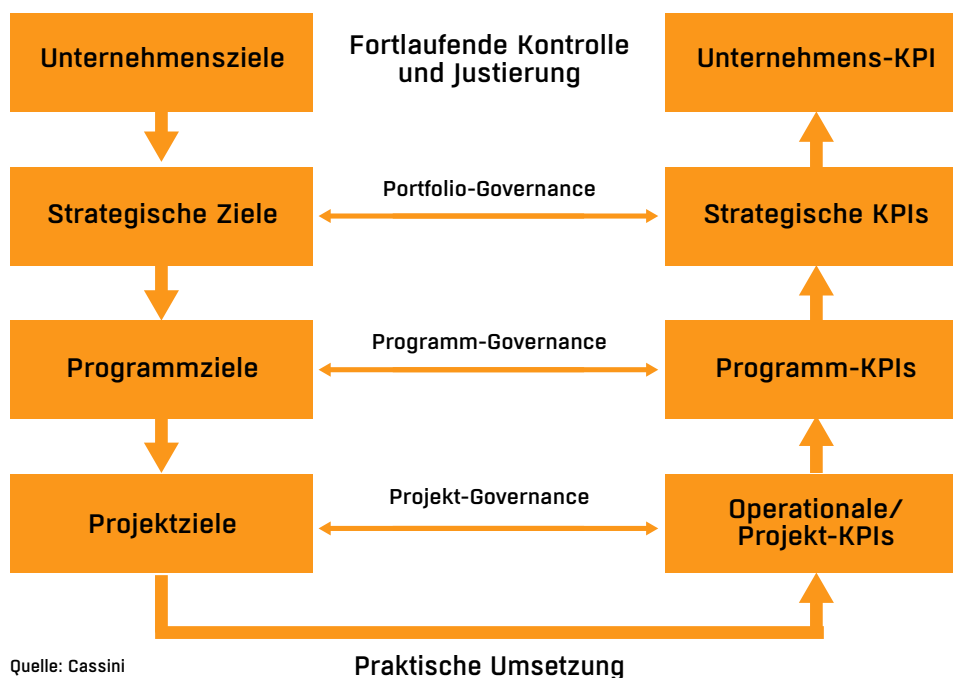 Unternehmensziele
Fortlaufende Kontrolle
und Justierung
Unternehmens-KPI
Strategische Ziele
Portfolio-Governance
Strategische KPIs
Programmziele
Programm-Governance
Programm-KPIs
Projektziele
Projekt-Governance
Operationale/
Projekt-KPIs
Quelle: Cassini
Praktische Umsetzung